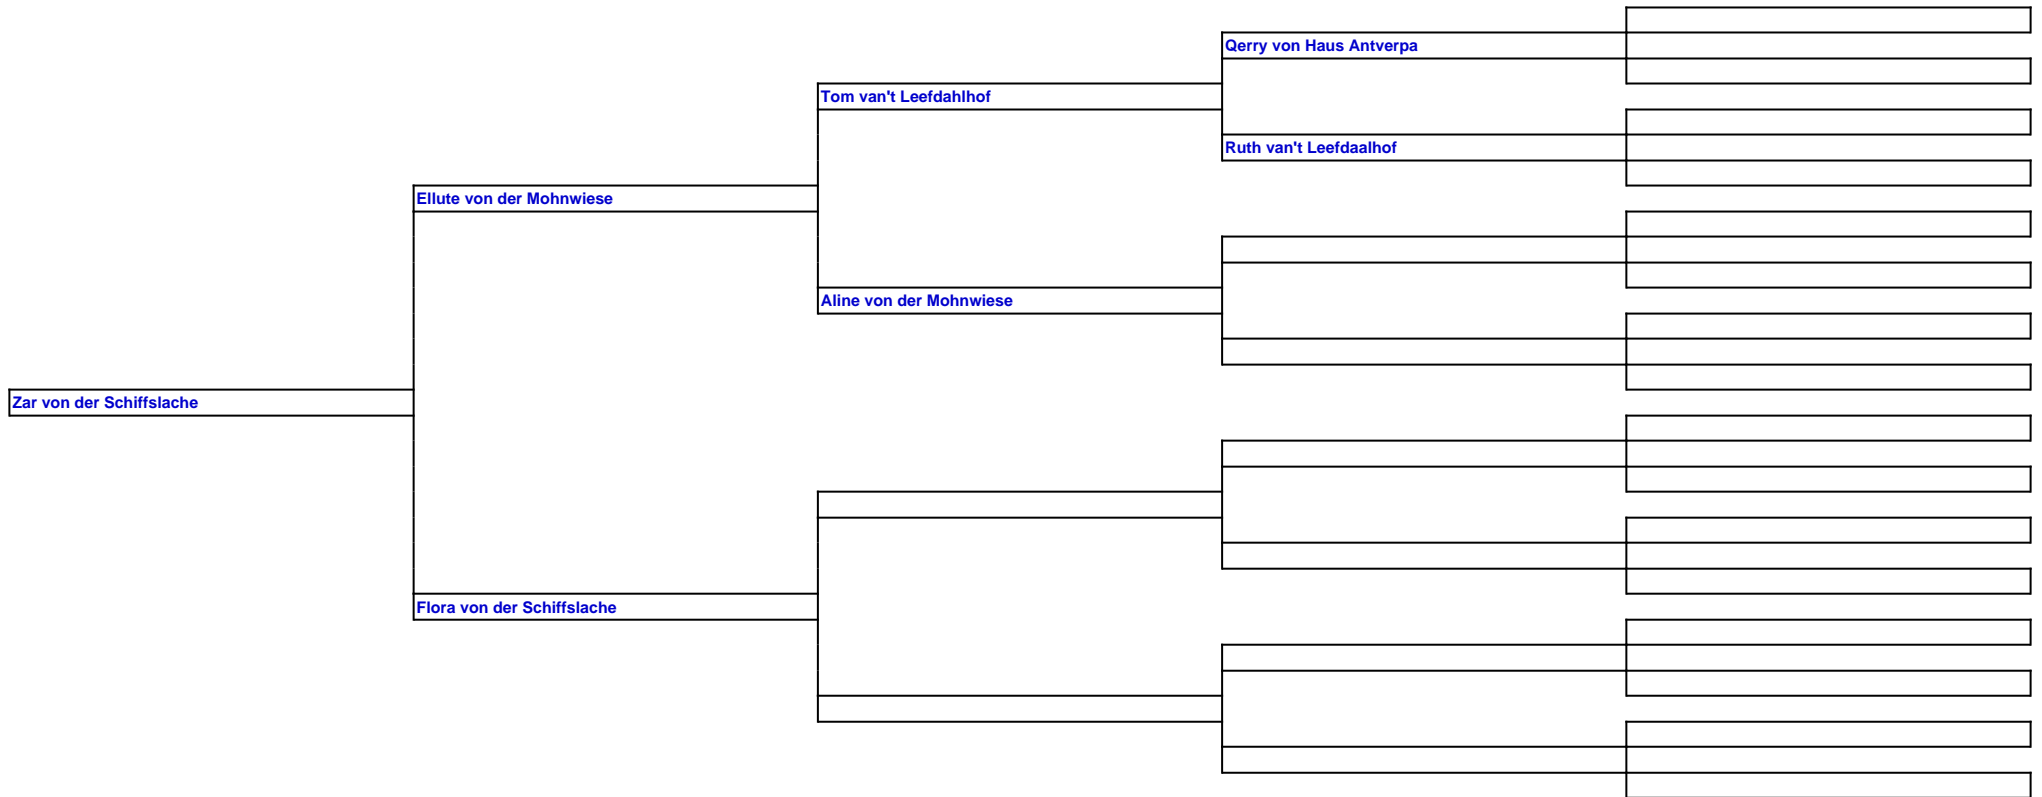 Qerry von Haus Antverpa
Tom van't Leefdahlhof
Ruth van't Leefdaalhof
Ellute von der Mohnwiese
Aline von der Mohnwiese
Zar von der Schiffslache
Flora von der Schiffslache